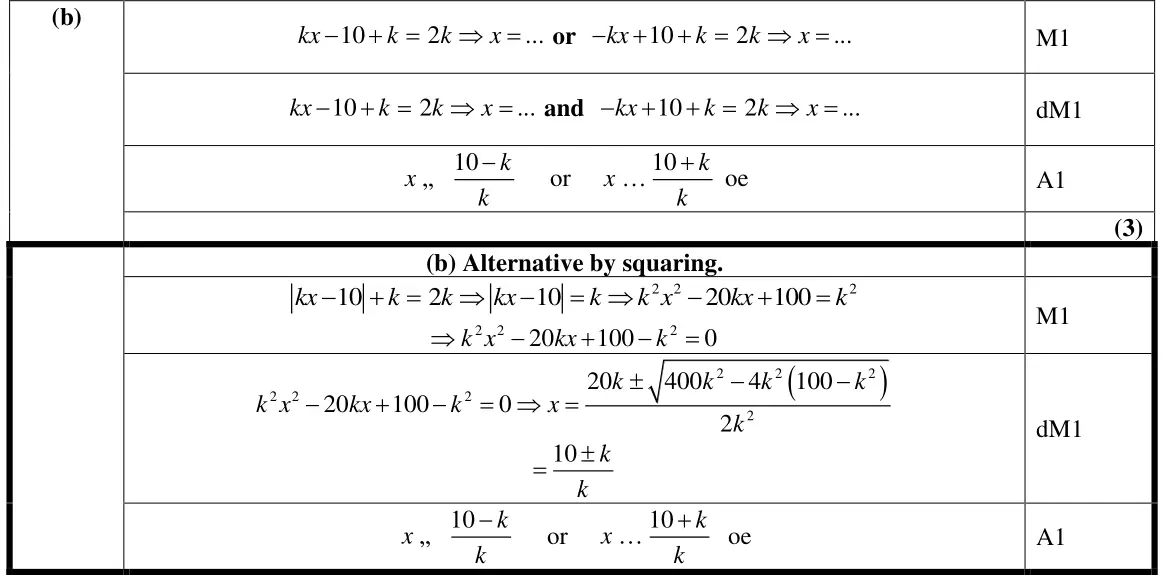 (b)
kx − 10 + k = 2k ⇒ x = ... or −kx + 10 + k = 2k ⇒ x = ... M1
kx − 10 + k = 2k ⇒ x = ... and −kx + 10 + k = 2k ⇒ x = ... dM1
x „ (10 − k)/k or x … (10 + k)/k oe A1
(3)
(b) Alternative by squaring.
|kx − 10| + k = 2k ⇒ |kx − 10| = k ⇒ k²x² − 20kx + 100 = k²
⇒ k²x² − 20kx + 100 − k² = 0 M1
k²x² − 20kx + 100 − k² = 0 ⇒ x = (20k ± √(400k² − 4k²(100 − k²)))/(2k²)
= (10 ± k)/k dM1
x „ (10 − k)/k or x … (10 + k)/k oe A1